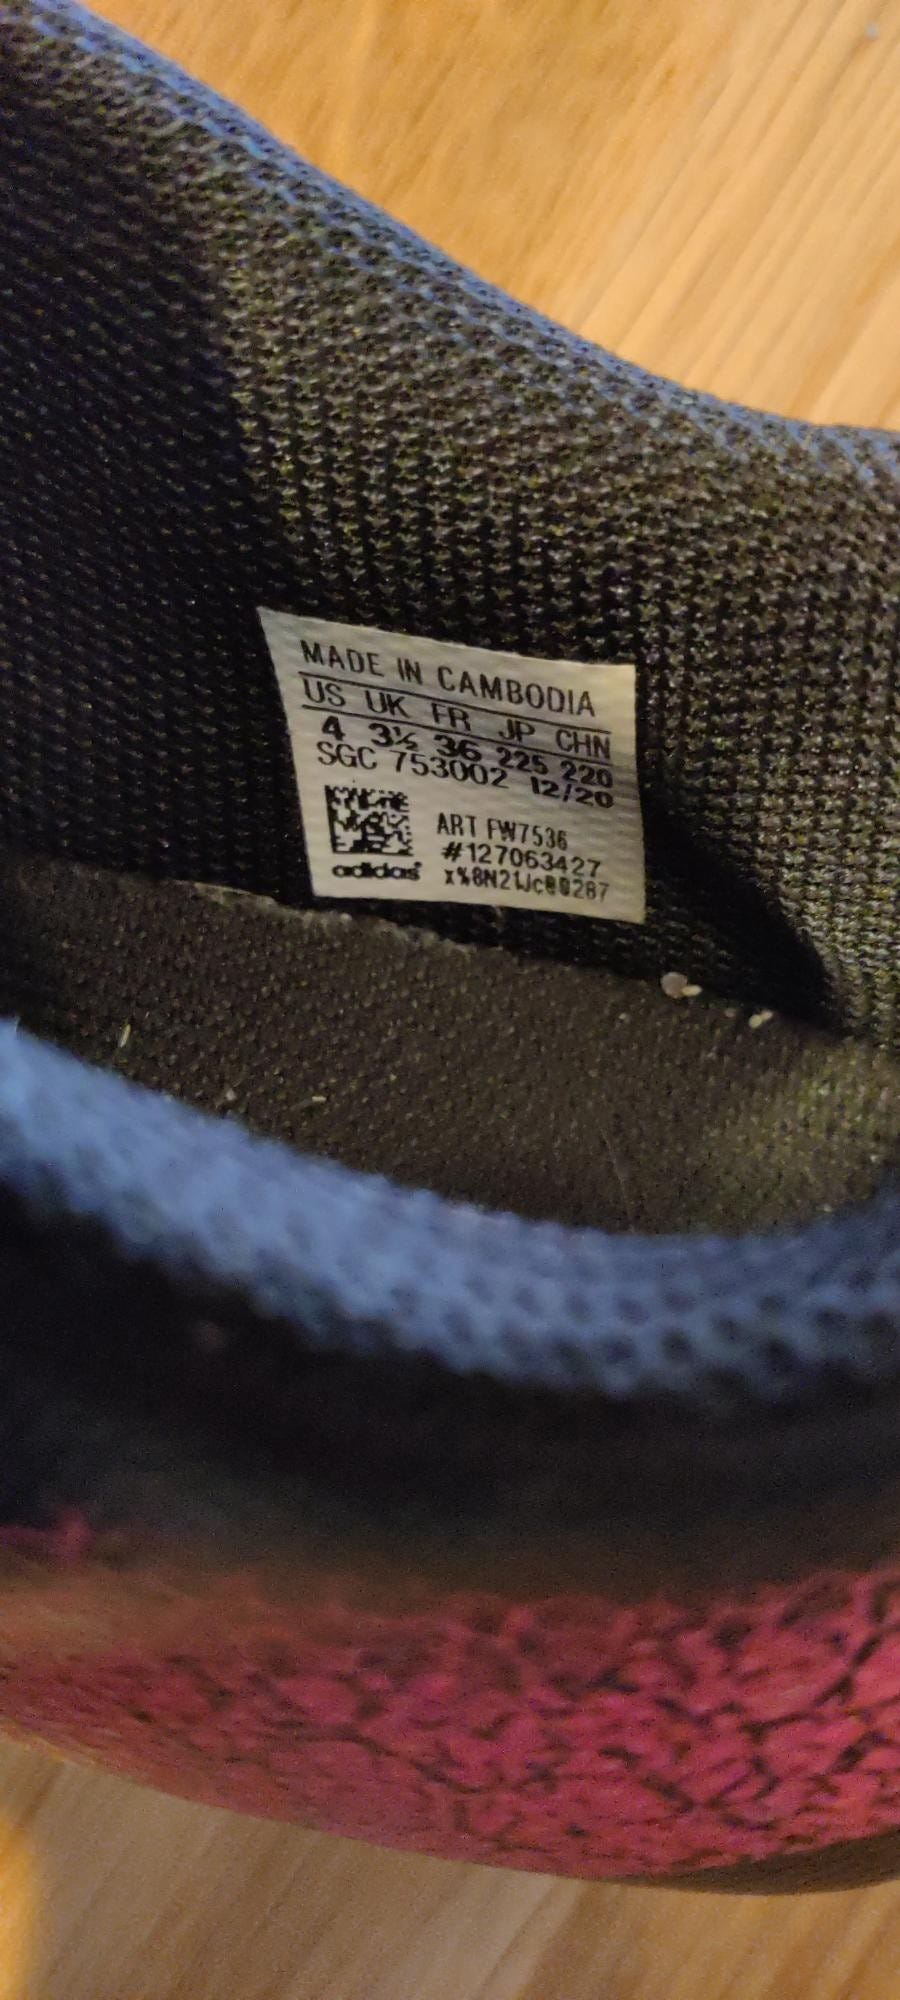 MADE IN CAMBODIA
US UK FR JP CHN
4 3½ 36 225 220
SGC 753002 12/20
ART FW7536
#127063427
adidas